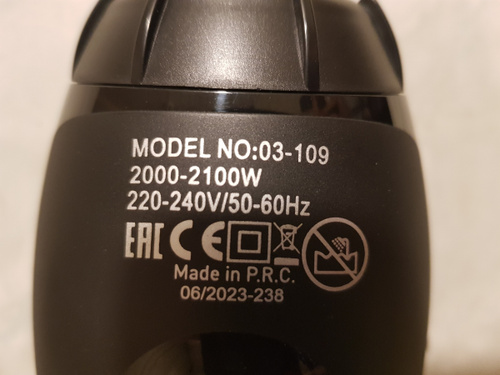 MODEL NO:03-109
2000-2100W
220-240V/50-60Hz
EAC CE
Made in P.R.C.
06/2023-238